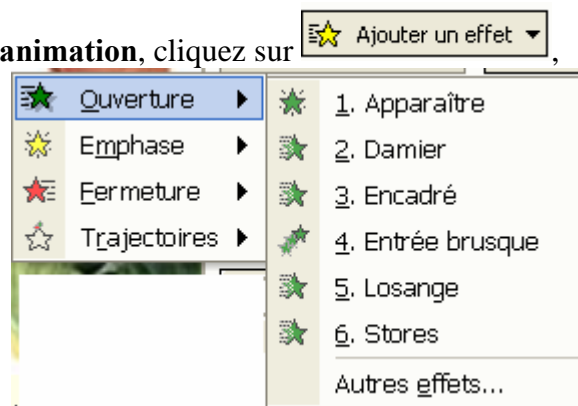 animation, cliquez sur Ajouter un effet ,
Ouverture
Emphase
Fermeture
Trajectoires
1. Apparaître
2. Damier
3. Encadré
4. Entrée brusque
5. Losange
6. Stores
Autres effets...